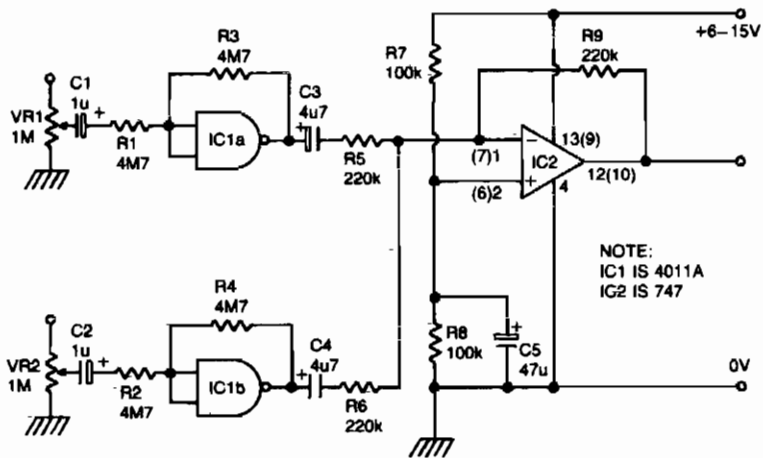 R3
4M7
C1
1u
+
VR1
1M
R1
4M7
IC1a
C3
4u7
+
R5
220k
R7
100k
R9
220k
+6–15V
13(9)
(7)1
−
IC2
12(10)
(6)2
+
4
NOTE:
IC1 IS 4011A
IC2 IS 747
R4
4M7
C2
1u
+
VR2
1M
R2
4M7
IC1b
C4
4u7
+
R6
220k
R8
100k
+
C5
47u
0V